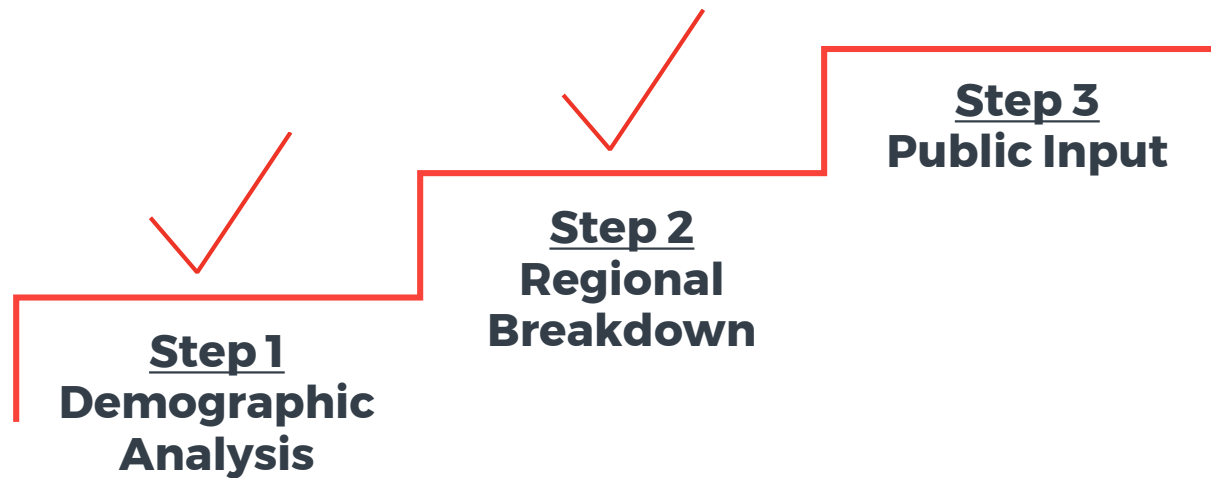 Step 1
Demographic
Analysis
Step 2
Regional
Breakdown
Step 3
Public Input